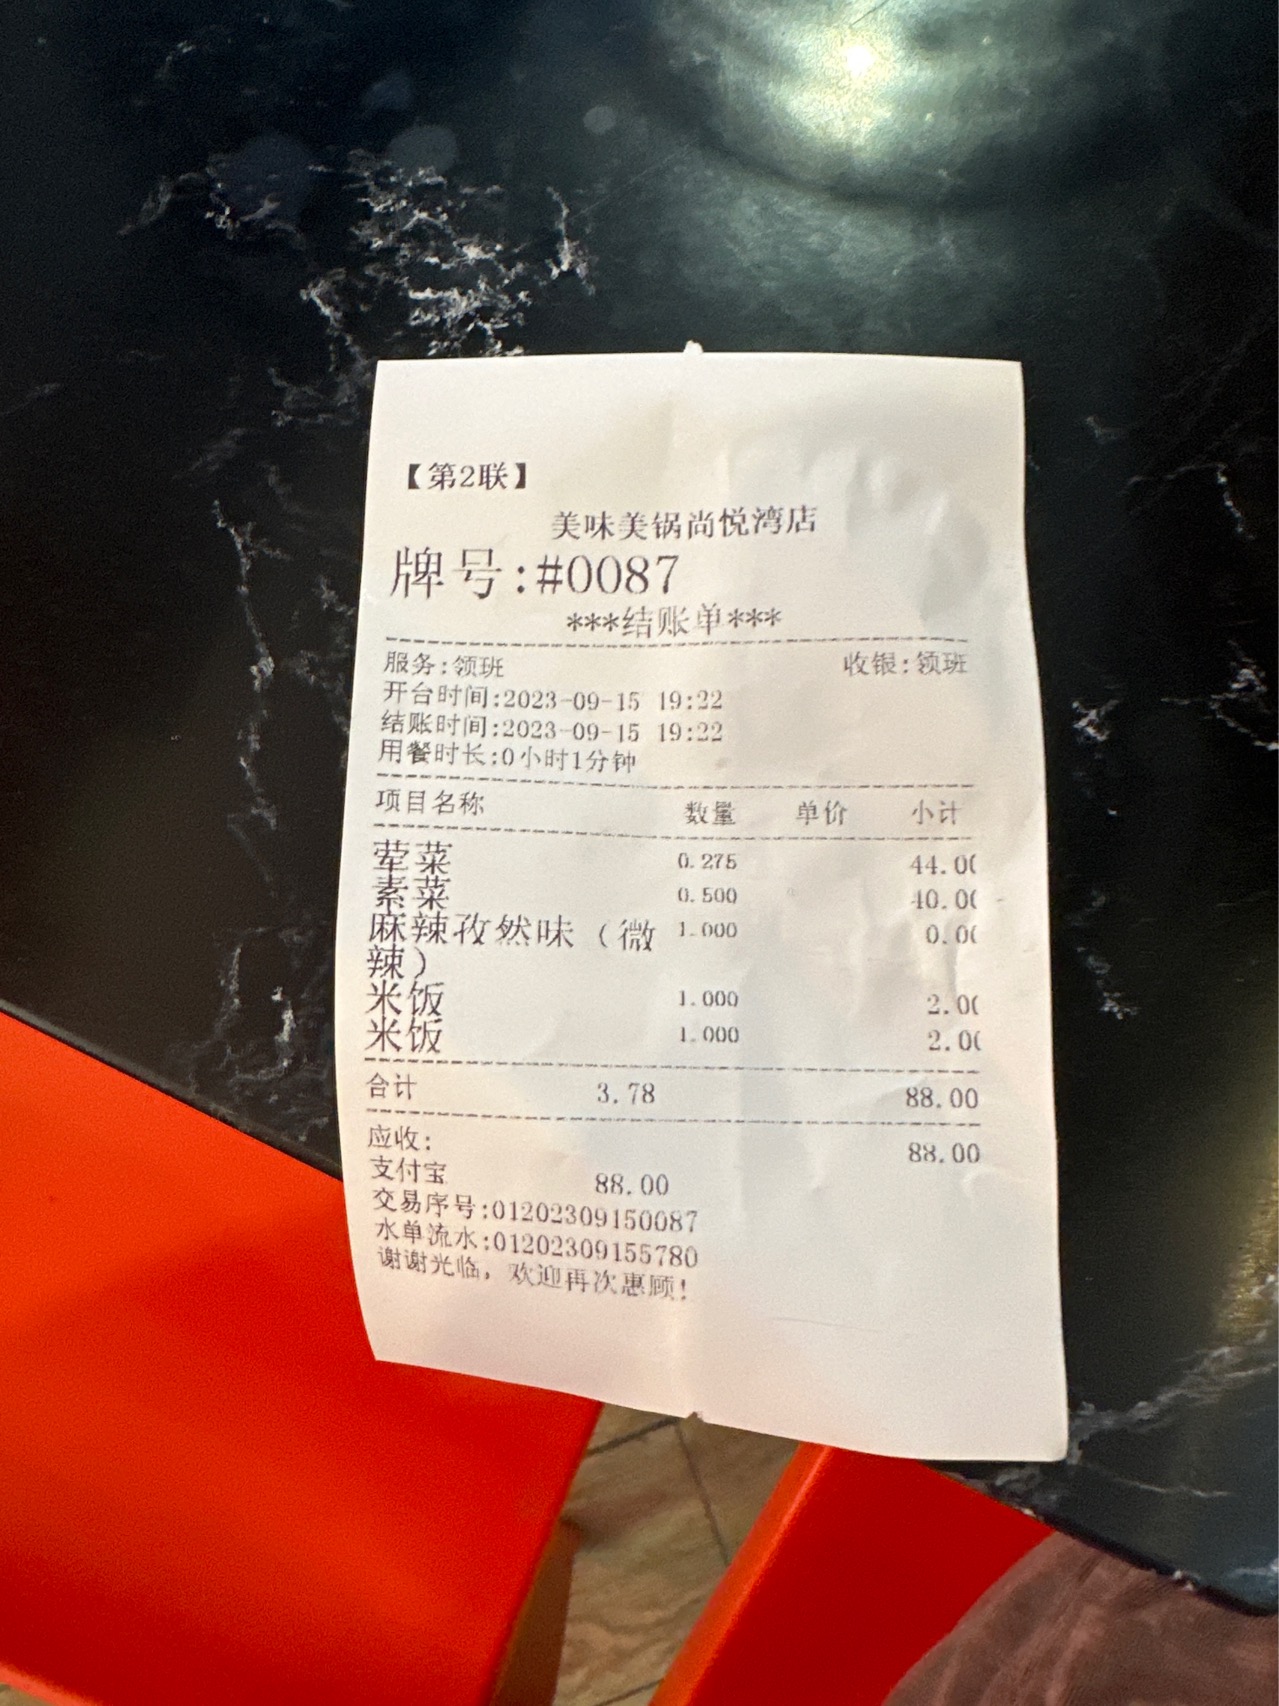 【第2联】
美味美锅尚悦湾店
牌号:#0087
***结账单***
服务:领班 收银:领班
开台时间:2023-09-15 19:22
结账时间:2023-09-15 19:22
用餐时长:0小时1分钟
项目名称 数量 单价 小计
荤菜 0.275 44.00
素菜 0.500 40.00
麻辣孜然味（微 1.000 0.00
辣）
米饭 1.000 2.00
米饭 1.000 2.00
合计 3.78 88.00
应收: 88.00
支付宝 88.00
交易序号:01202309150087
水单流水:01202309155780
谢谢光临，欢迎再次惠顾!